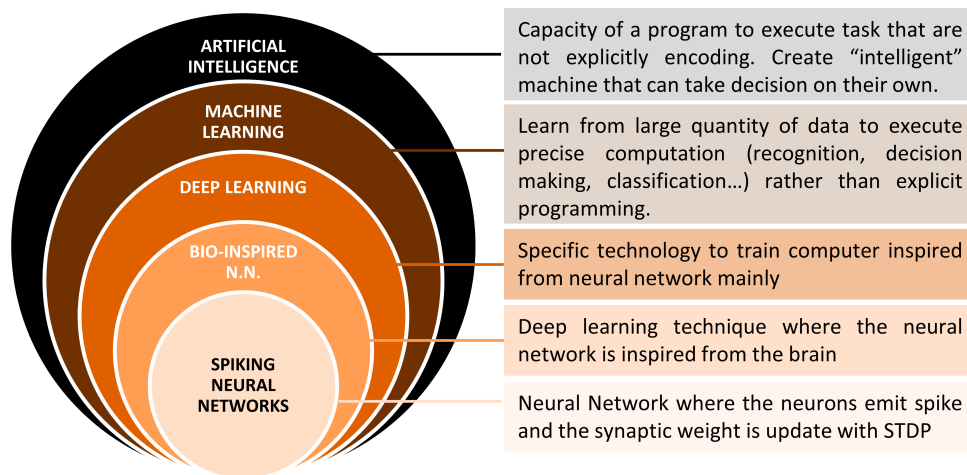 ARTIFICIAL
INTELLIGENCE
MACHINE
LEARNING
DEEP LEARNING
BIO-INSPIRED
N.N.
SPIKING
NEURAL
NETWORKS
Capacity of a program to execute task that are
not explicitly encoding. Create “intelligent”
machine that can take decision on their own.
Learn from large quantity of data to execute
precise computation (recognition, decision
making, classification…) rather than explicit
programming.
Specific technology to train computer inspired
from neural network mainly
Deep learning technique where the neural
network is inspired from the brain
Neural Network where the neurons emit spike
and the synaptic weight is update with STDP